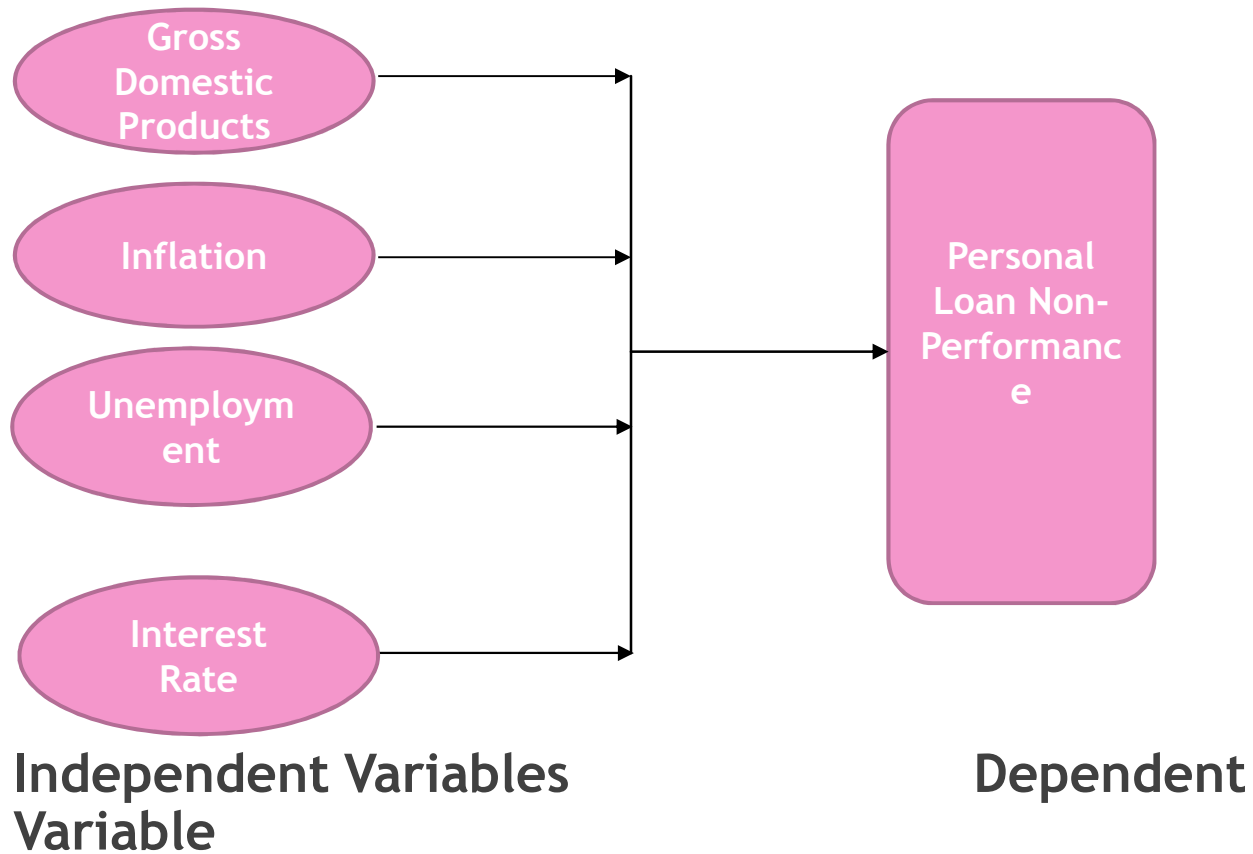 Gross
Domestic
Products
Inflation
Unemploym
ent
Interest
Rate
Personal
Loan Non-
Performanc
e
Independent Variables Dependent
Variable